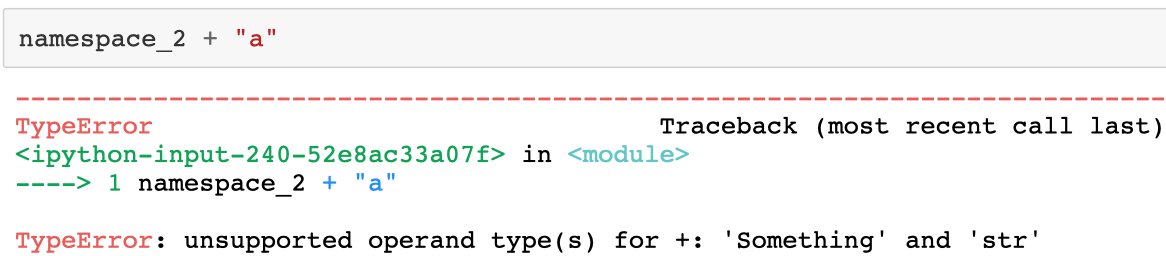 namespace_2 + "a"
---------------------------------------------------------------------------
TypeError                                 Traceback (most recent call last)
<ipython-input-240-52e8ac33a07f> in <module>
----> 1 namespace_2 + "a"

TypeError: unsupported operand type(s) for +: 'Something' and 'str'